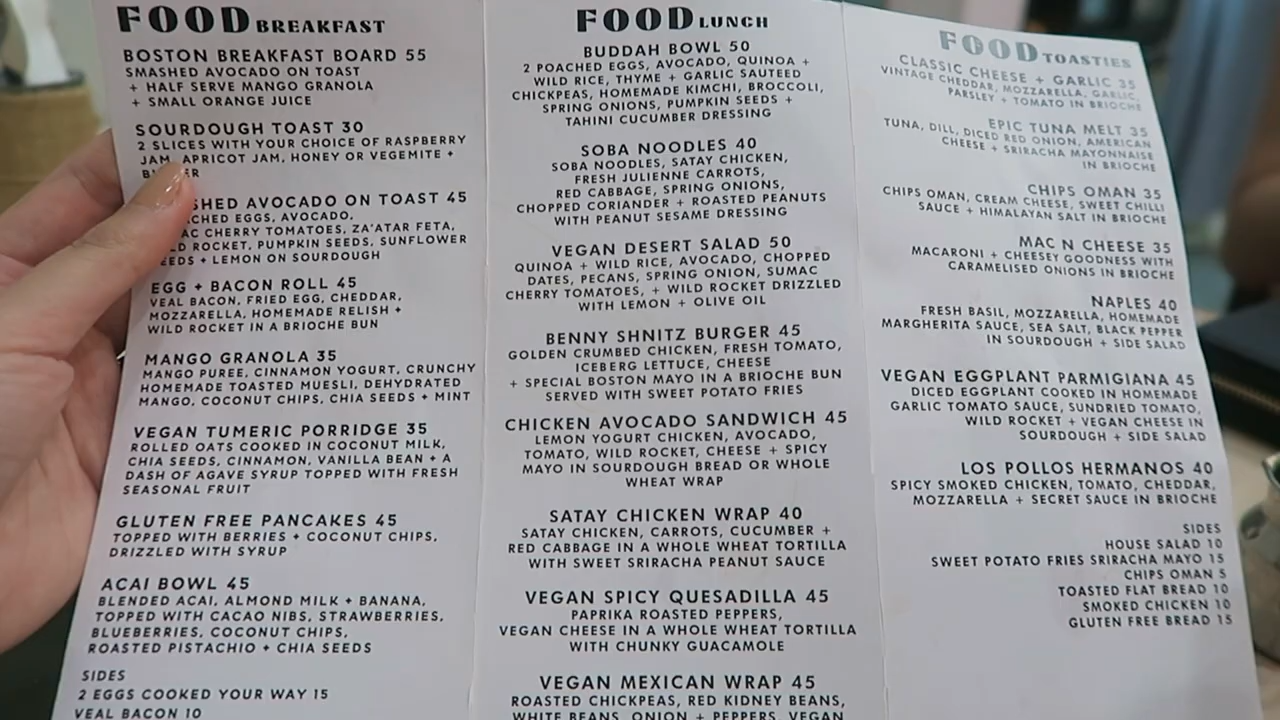 FOOD BREAKFAST
BOSTON BREAKFAST BOARD 55
SMASHED AVOCADO ON TOAST
+ HALF SERVE MANGO GRANOLA
+ SMALL ORANGE JUICE
SOURDOUGH TOAST 30
2 SLICES WITH YOUR CHOICE OF RASPBERRY
JAM, APRICOT JAM, HONEY OR VEGEMITE +
SHED AVOCADO ON TOAST 45
CHED EGGS, AVOCADO,
AC CHERRY TOMATOES, ZA'ATAR FETA,
LD ROCKET, PUMPKIN SEEDS, SUNFLOWER
EEDS + LEMON ON SOURDOUGH
EGG + BACON ROLL 45
VEAL BACON, FRIED EGG, CHEDDAR,
MOZZARELLA, HOMEMADE RELISH +
WILD ROCKET IN A BRIOCHE BUN
MANGO GRANOLA 35
MANGO PUREE, CINNAMON YOGURT, CRUNCHY
HOMEMADE TOASTED MUESLI, DEHYDRATED
MANGO, COCONUT CHIPS, CHIA SEEDS + MINT
VEGAN TUMERIC PORRIDGE 35
ROLLED OATS COOKED IN COCONUT MILK,
CHIA SEEDS, CINNAMON, VANILLA BEAN + A
DASH OF AGAVE SYRUP TOPPED WITH FRESH
SEASONAL FRUIT
GLUTEN FREE PANCAKES 45
TOPPED WITH BERRIES + COCONUT CHIPS,
DRIZZLED WITH SYRUP
ACAI BOWL 45
BLENDED ACAI, ALMOND MILK + BANANA,
TOPPED WITH CACAO NIBS, STRAWBERRIES,
BLUEBERRIES, COCONUT CHIPS,
ROASTED PISTACHIO + CHIA SEEDS
SIDES
2 EGGS COOKED YOUR WAY 15
VEAL BACON 10
FOOD LUNCH
BUDDAH BOWL 50
2 POACHED EGGS, AVOCADO, QUINOA +
WILD RICE, THYME + GARLIC SAUTEED
CHICKPEAS, HOMEMADE KIMCHI, BROCCOLI,
SPRING ONIONS, PUMPKIN SEEDS +
TAHINI CUCUMBER DRESSING
SOBA NOODLES 40
SOBA NOODLES, SATAY CHICKEN,
FRESH JULIENNE CARROTS,
RED CABBAGE, SPRING ONIONS,
CHOPPED CORIANDER + ROASTED PEANUTS
WITH PEANUT SESAME DRESSING
VEGAN DESERT SALAD 50
QUINOA + WILD RICE, AVOCADO, CHOPPED
DATES, PECANS, SPRING ONION, SUMAC
CHERRY TOMATOES, + WILD ROCKET DRIZZLED
WITH LEMON + OLIVE OIL
BENNY SHNITZ BURGER 45
GOLDEN CRUMBED CHICKEN, FRESH TOMATO,
ICEBERG LETTUCE, CHEESE
+ SPECIAL BOSTON MAYO IN A BRIOCHE BUN
SERVED WITH SWEET POTATO FRIES
CHICKEN AVOCADO SANDWICH 45
LEMON YOGURT CHICKEN, AVOCADO,
TOMATO, WILD ROCKET, CHEESE + SPICY
MAYO IN SOURDOUGH BREAD OR WHOLE
WHEAT WRAP
SATAY CHICKEN WRAP 40
SATAY CHICKEN, CARROTS, CUCUMBER +
RED CABBAGE IN A WHOLE WHEAT TORTILLA
WITH SWEET SRIRACHA PEANUT SAUCE
VEGAN SPICY QUESADILLA 45
PAPRIKA ROASTED PEPPERS,
VEGAN CHEESE IN A WHOLE WHEAT TORTILLA
WITH CHUNKY GUACAMOLE
VEGAN MEXICAN WRAP 45
ROASTED CHICKPEAS, RED KIDNEY BEANS,
WHITE BEANS, ONION + PEPPERS, VEGAN
FOOD TOASTIES
CLASSIC CHEESE + GARLIC 35
VINTAGE CHEDDAR, MOZZARELLA, GARLIC,
PARSLEY + TOMATO IN BRIOCHE
EPIC TUNA MELT 35
TUNA, DILL, DICED RED ONION, AMERICAN
CHEESE + SRIRACHA MAYONNAISE
IN BRIOCHE
CHIPS OMAN 35
CHIPS OMAN, CREAM CHEESE, SWEET CHILLI
SAUCE + HIMALAYAN SALT IN BRIOCHE
MAC N CHEESE 35
MACARONI + CHEESEY GOODNESS WITH
CARAMELISED ONIONS IN BRIOCHE
NAPLES 40
FRESH BASIL, MOZZARELLA, HOMEMADE
MARGHERITA SAUCE, SEA SALT, BLACK PEPPER
IN SOURDOUGH + SIDE SALAD
VEGAN EGGPLANT PARMIGIANA 45
DICED EGGPLANT COOKED IN HOMEMADE
GARLIC TOMATO SAUCE, SUNDRIED TOMATO,
WILD ROCKET + VEGAN CHEESE IN
SOURDOUGH + SIDE SALAD
LOS POLLOS HERMANOS 40
SPICY SMOKED CHICKEN, TOMATO, CHEDDAR,
MOZZARELLA + SECRET SAUCE IN BRIOCHE
SIDES
HOUSE SALAD 10
SWEET POTATO FRIES SRIRACHA MAYO 15
CHIPS OMAN 5
TOASTED FLAT BREAD 10
SMOKED CHICKEN 10
GLUTEN FREE BREAD 15